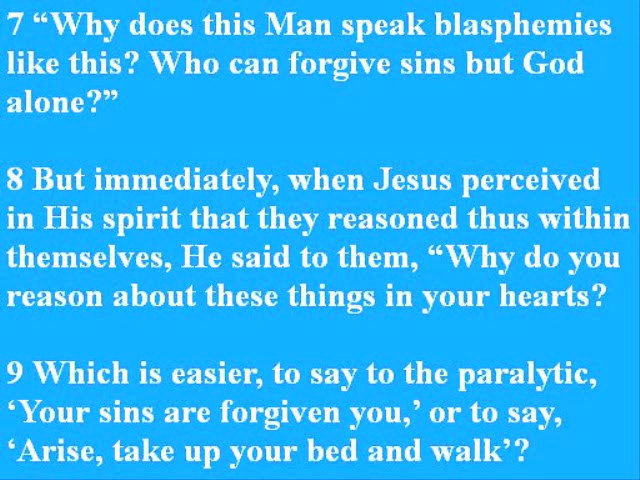 7 “Why does this Man speak blasphemies
like this? Who can forgive sins but God
alone?”
8 But immediately, when Jesus perceived
in His spirit that they reasoned thus within
themselves, He said to them, “Why do you
reason about these things in your hearts?
9 Which is easier, to say to the paralytic,
‘Your sins are forgiven you,’ or to say,
‘Arise, take up your bed and walk’?